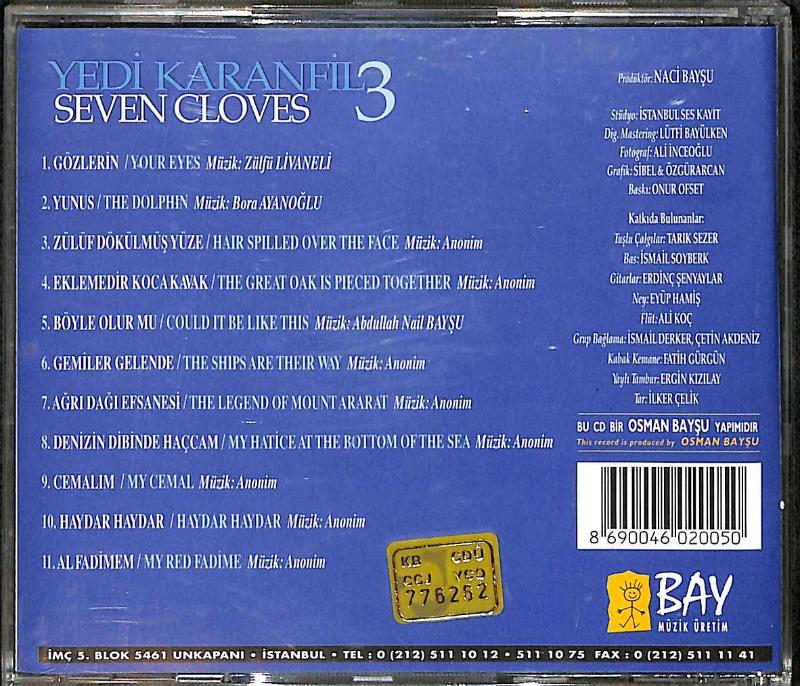 YEDİ KARANFİL 3
SEVEN CLOVES
1. GÖZLERİN / YOUR EYES Müzik: Zülfü LİVANELİ
2. YUNUS / THE DOLPHIN Müzik: Bora AYANOĞLU
3. ZÜLÜF DÖKÜLMÜŞ YÜZE / HAIR SPILLED OVER THE FACE Müzik: Anonim
4. EKLEMEDİR KOCA KAVAK / THE GREAT OAK IS PIECED TOGETHER Müzik: Anonim
5. BÖYLE OLUR MU / COULD IT BE LIKE THIS Müzik: Abdullah Nail BAYŞU
6. GEMİLER GELENDE / THE SHIPS ARE THEIR WAY Müzik: Anonim
7. AĞRI DAĞI EFSANESİ / THE LEGEND OF MOUNT ARARAT Müzik: Anonim
8. DENİZİN DİBİNDE HAÇCAM / MY HATİCE AT THE BOTTOM OF THE SEA Müzik: Anonim
9. CEMALIM / MY CEMAL Müzik: Anonim
10. HAYDAR HAYDAR / HAYDAR HAYDAR Müzik: Anonim
11. AL FADİMEM / MY RED FADIME Müzik: Anonim
Prodüktör: NACİ BAYŞU
Stüdyo: İSTANBUL SES KAYIT
Dig. Mastering: LÜTFİ BAYÜLKEN
Fotograf: ALİ İNCEOĞLU
Grafik: SİBEL & ÖZGÜRARCAN
Baskı: ONUR OFSET
Katkıda Bulunanlar:
Tuşlu Çalgılar: TARIK SEZER
Bas: İSMAİL SOYBERK
Gitarlar: ERDİNÇ ŞENYAYLAR
Ney: EYÜP HAMİŞ
Flüt: ALİ KOÇ
Grup Bağlama: İSMAİL DERKER, ÇETİN AKDENİZ
Kabak Kemane: FATİH GÜRGÜN
Yaylı Tambur: ERGİN KIZILAY
Tar: İLKER ÇELİK
BU CD BİR OSMAN BAYŞU YAPIMIDIR
This record is produced by OSMAN BAYŞU
8 690046 020050
KB CDÜ
CCJ YCD
776252
BAY
MÜZİK ÜRETİM
İMÇ 5. BLOK 5461 UNKAPANI • İSTANBUL • TEL : 0 (212) 511 10 12 • 511 10 75 FAX : 0 (212) 511 11 41